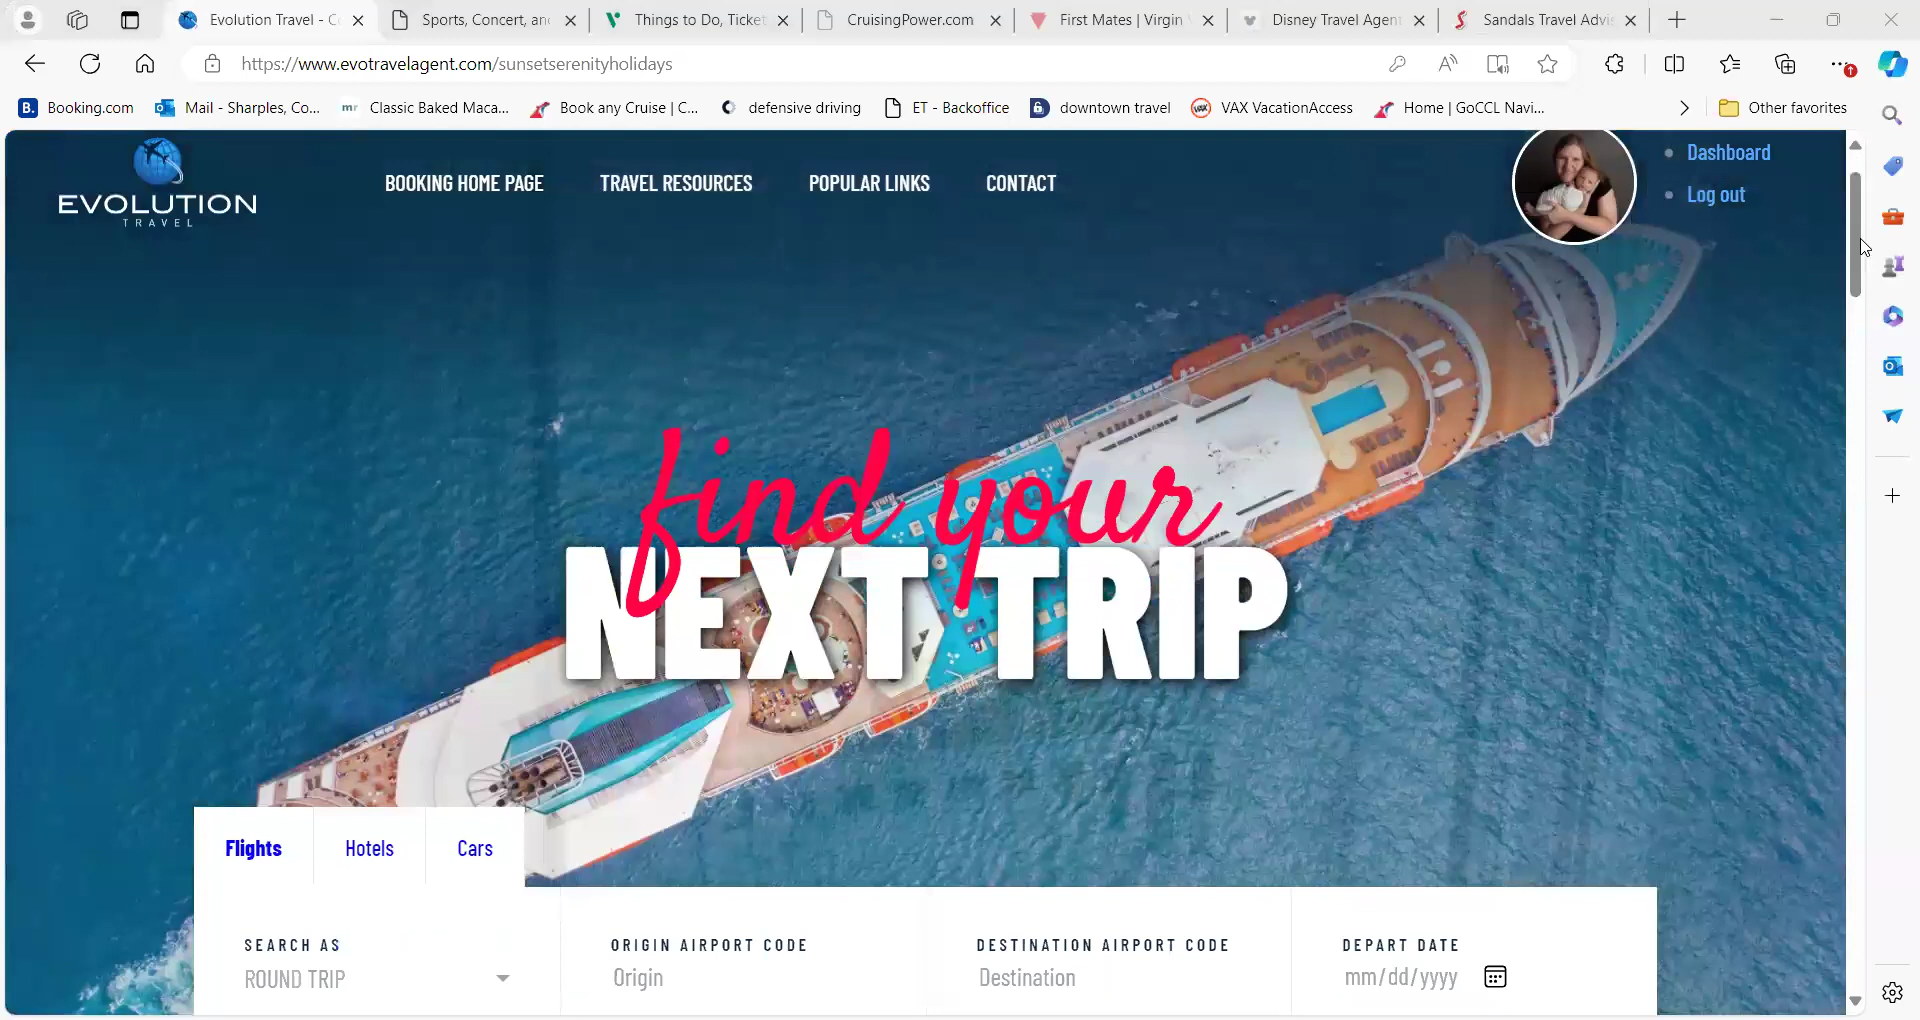 Evolution Travel - C
Sports, Concert, an
Things to Do, Ticket
CruisingPower.com
First Mates | Virgin
Disney Travel Agent
Sandals Travel Advi
https://www.evotravelagent.com/sunsetserenityholidays
B. Booking.com
Mail - Sharples, Co...
mr Classic Baked Maca...
Book any Cruise | C...
defensive driving
ET - Backoffice
downtown travel
VAX VacationAccess
Home | GoCCL Navi...
Other favorites
EVOLUTION
TRAVEL
BOOKING HOME PAGE
TRAVEL RESOURCES
POPULAR LINKS
CONTACT
Dashboard
Log out
find your
NEXT TRIP
Flights
Hotels
Cars
SEARCH AS
ORIGIN AIRPORT CODE
DESTINATION AIRPORT CODE
DEPART DATE
ROUND TRIP
Origin
Destination
mm/dd/yyyy